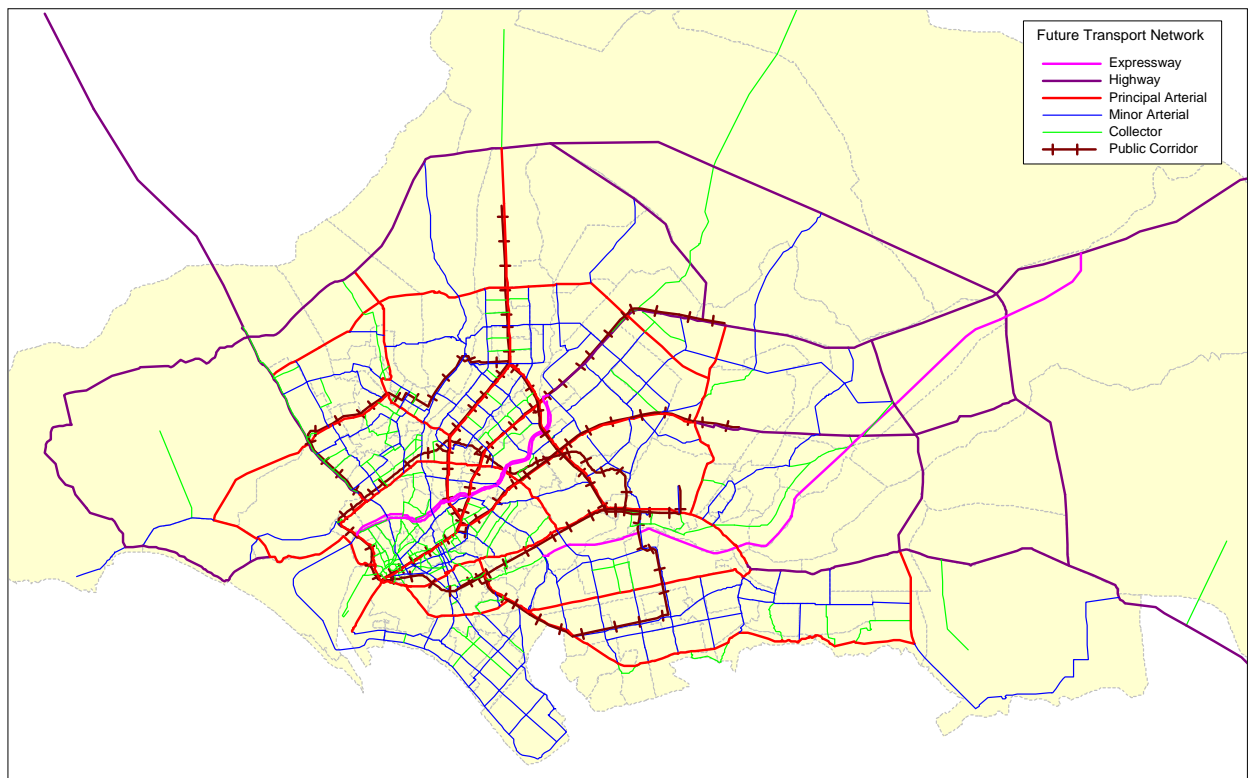 Future Transport Network
Expressway
Highway
Principal Arterial
Minor Arterial
Collector
Public Corridor